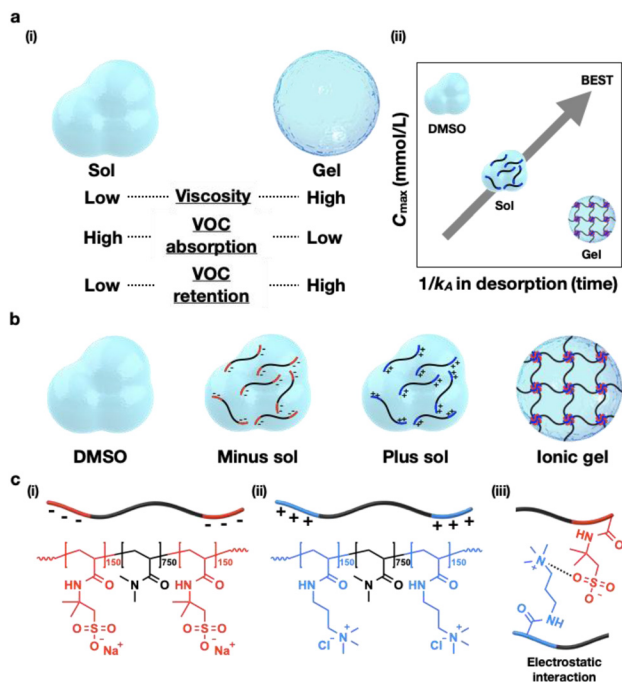 a
(i)
(ii)
Sol
Gel
Low Viscosity High
High VOC absorption Low
Low VOC retention High
Cmax (mmol/L)
BEST
DMSO
Sol
Gel
1/kA in desorption (time)
b
DMSO
Minus sol
Plus sol
Ionic gel
c
(i)
- - -
- - -
150 750 150
HN O
N O
HN O
O=S=O
O-
Na+
O=S=O
O-
Na+
(ii)
+ + +
+ + +
150 750 150
HN O
N O
HN O
Cl- N+
Cl- N+
(iii)
O
HN
N+
O=S=O
O-
NH
O
Electrostatic
interaction